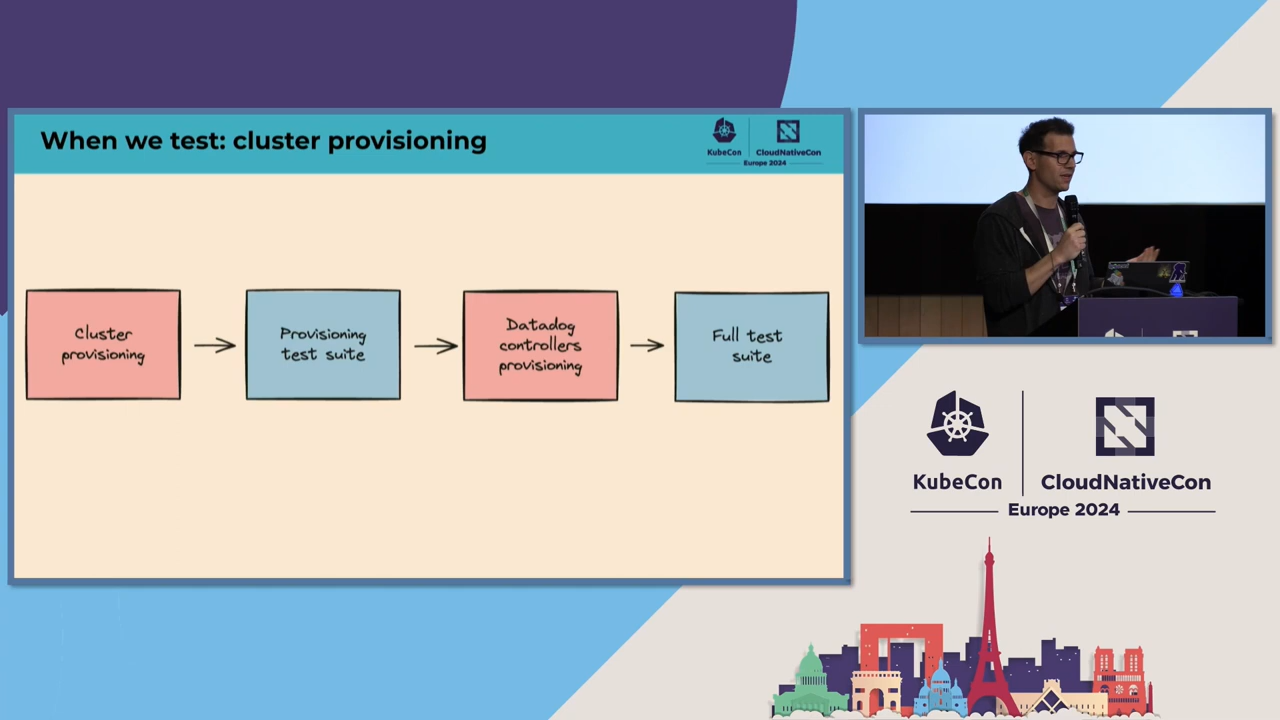 When we test: cluster provisioning
KubeCon
CloudNativeCon
Europe 2024
Cluster
provisioning
Provisioning
test suite
Datadog
controllers
provisioning
Full test
suite
KubeCon
CloudNativeCon
Europe 2024